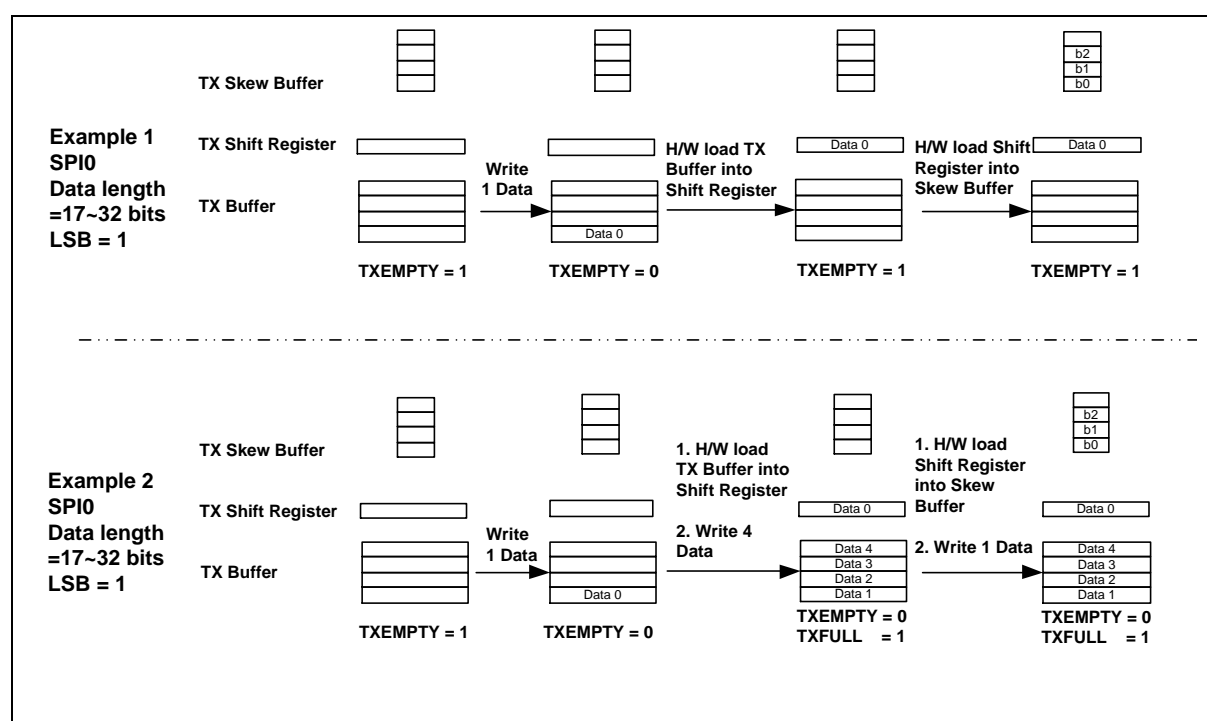 TX Skew Buffer
b2
b1
b0
Example 1
SPI0
Data length
=17~32 bits
LSB = 1
TX Shift Register
Write
1 Data
H/W load TX
Buffer into
Shift Register
Data 0
H/W load Shift
Register into
Skew Buffer
Data 0
TX Buffer
Data 0
TXEMPTY = 1
TXEMPTY = 0
TXEMPTY = 1
TXEMPTY = 1
TX Skew Buffer
b2
b1
b0
Example 2
SPI0
Data length
=17~32 bits
LSB = 1
TX Shift Register
Write
1 Data
1. H/W load
TX Buffer into
Shift Register
2. Write 4
Data
Data 0
1. H/W load
Shift Register
into Skew
Buffer
2. Write 1 Data
Data 0
TX Buffer
Data 0
Data 4
Data 3
Data 2
Data 1
Data 4
Data 3
Data 2
Data 1
TXEMPTY = 1
TXEMPTY = 0
TXEMPTY = 0
TXFULL = 1
TXEMPTY = 0
TXFULL = 1